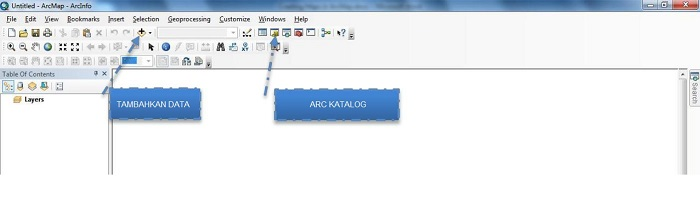 Untitled - ArcMap - ArcInfo
File Edit View Bookmarks Insert Selection Geoprocessing Customize Windows Help
Table Of Contents
Layers
TAMBAHKAN DATA
ARC KATALOG
Search